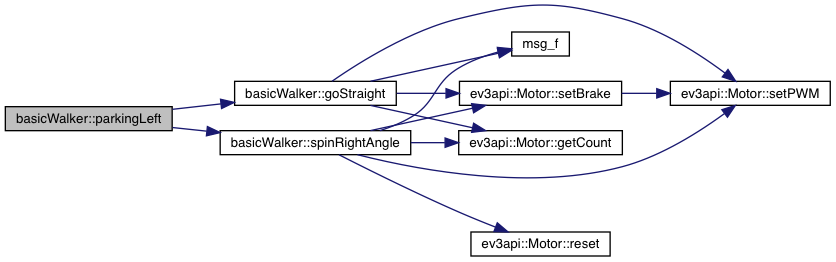 basicWalker::parkingLeft
basicWalker::goStraight
basicWalker::spinRightAngle
msg_f
ev3api::Motor::setBrake
ev3api::Motor::getCount
ev3api::Motor::reset
ev3api::Motor::setPWM